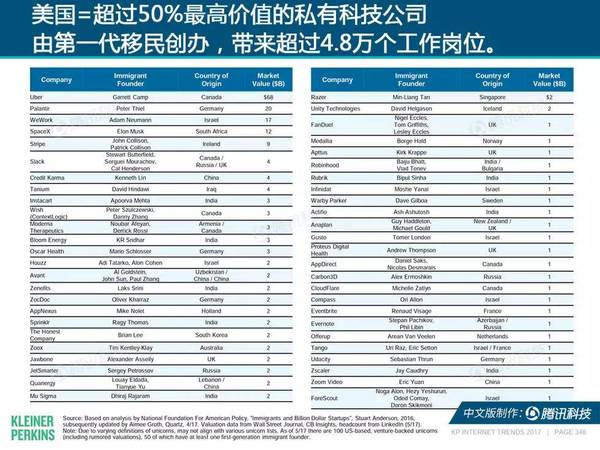 美国=超过50%最高价值的私有科技公司
由第一代移民创办，带来超过4.8万个工作岗位。
Company Immigrant Founder Country of Origin Market Value ($B)
Uber Garrett Camp Canada $68
Palantir Peter Thiel Germany 20
WeWork Adam Neumann Israel 17
SpaceX Elon Musk South Africa 12
Stripe John Collison, Patrick Collison Ireland 9
Slack Stewart Butterfield, Serguei Mourachov, Cal Henderson Canada / Russia / UK 4
Credit Karma Kenneth Lin China 4
Tanium David Hindawi Iraq 4
Instacart Apoorva Mehta India 3
Wish (ContextLogic) Peter Szulczewski, Danny Zhang Canada 3
Moderna Therapeutics Noubar Afeyan, Derrick Rossi Armenia / Canada 3
Bloom Energy KR Sridhar India 3
Oscar Health Mario Schlosser Germany 3
Houzz Adi Tatarko, Alon Cohen Israel 2
Avant Al Goldstein, John Sun, Paul Zhang Uzbekistan / China / China 2
Zenefits Laks Srini India 2
ZocDoc Oliver Kharraz Germany 2
AppNexus Mike Nolet Holland 2
Sprinklr Ragy Thomas India 2
The Honest Company Brian Lee South Korea 2
Zoox Tim Kentley-Klay Australia 2
Jawbone Alexander Asseily UK 2
JetSmarter Sergey Petrossov Russia 2
Quanergy Louay Eldada, Tianyue Yu Lebanon / China 2
Mu Sigma Dhiraj Rajaram India 2
Company Immigrant Founder Country of Origin Market Value ($B)
Razer Min-Liang Tan Singapore $2
Unity Technologies David Helgason Iceland 2
FanDuel Nigel Eccles, Tom Griffiths, Lesley Eccles UK 1
Medallia Borge Hold Norway 1
Apttus Kirk Krappe UK 1
Robinhood Baiju Bhatt, Vlad Tenev India / Bulgaria 1
Rubrik Bipul Sinha India 1
Infinidat Moshe Yanai Israel 1
Warby Parker Dave Gilboa Sweden 1
Actifio Ash Ashutosh India 1
Anaplan Guy Haddleton, Michael Gould New Zealand / UK 1
Gusto Tomer London Israel 1
Proteus Digital Health Andrew Thompson UK 1
AppDirect Daniel Saks, Nicolas Desmarais Canada 1
Carbon3D Alex Ermoshkin Russia 1
CloudFlare Michelle Zatlyn Canada 1
Compass Ori Allon Israel 1
Eventbrite Renaud Visage France 1
Evernote Stepan Pachikov, Phil Libin Azerbaijan / Russia 1
Offerup Arean Van Veelen Netherlands 1
Tango Uri Raz, Eric Setton Israel / France 1
Udacity Sebastian Thrun Germany 1
Zscaler Jay Caudhry India 1
Zoom Video Eric Yuan China 1
ForeScout Noga Alon, Hezy Yeshurun, Oded Comay, Doron Skikmoni Israel 1
KLEINER PERKINS
Source: Based on analysis by National Foundation For American Policy, "Immigrants and Billion Dollar Startups", Stuart Anderson, 2016,
subsequently updated by Aimee Groth, Quartz, 4/17. Valuation data from Wall Street Journal, CB Insights, headcount from LinkedIn (5/17).
Note: Due to varying definitions of unicorns, may not align with various unicorn lists. As of 5/17 there are 100 US-based, venture-backed unicorns
(including rumored valuations), 50 of which have at least one first-generation immigrant founder.
中文版制作：腾讯科技
KP INTERNET TRENDS 2017 | PAGE 348